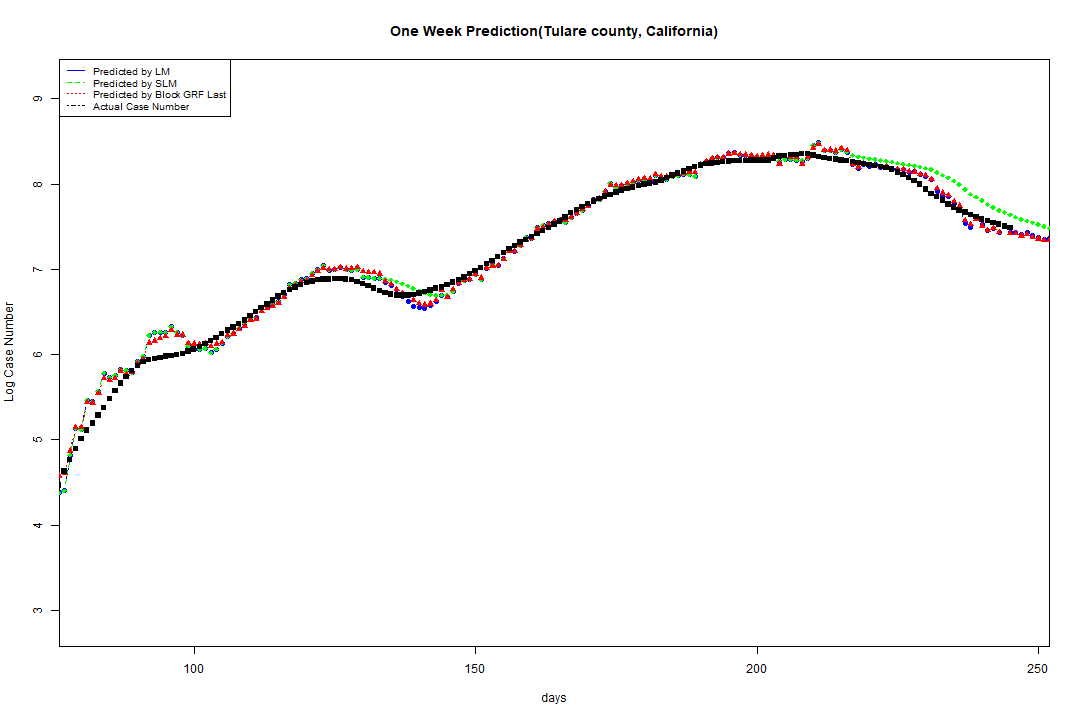 One Week Prediction(Tulare county, California)
Predicted by LM
Predicted by SLM
Predicted by Block GRF Last
Actual Case Number
9
8
7
6
5
4
3
Log Case Number
100 150 200 250
days